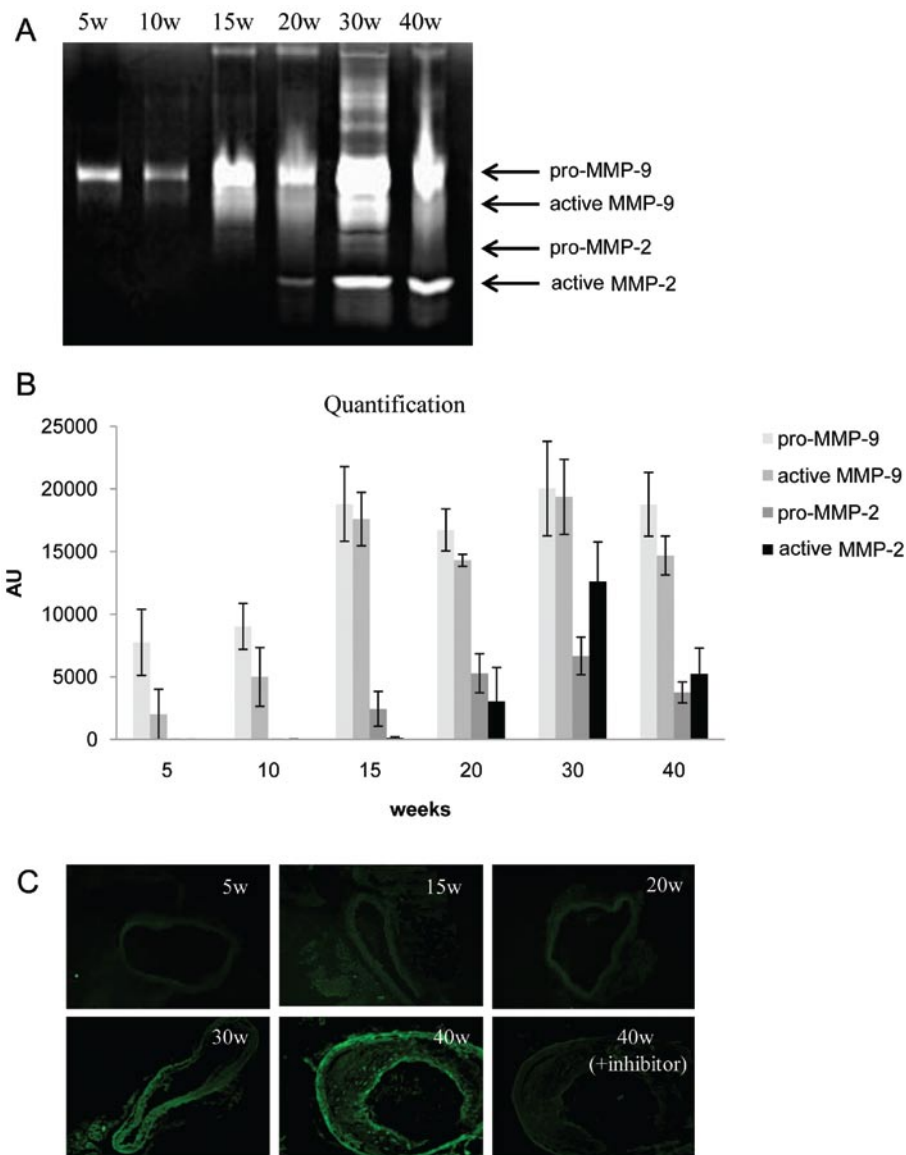 A
5w 10w 15w 20w 30w 40w
pro-MMP-9
active MMP-9
pro-MMP-2
active MMP-2
B
Quantification
25000
20000
15000
10000
5000
0
AU
5 10 15 20 30 40
weeks
pro-MMP-9
active MMP-9
pro-MMP-2
active MMP-2
C
5w 15w 20w
30w 40w 40w
(+inhibitor)